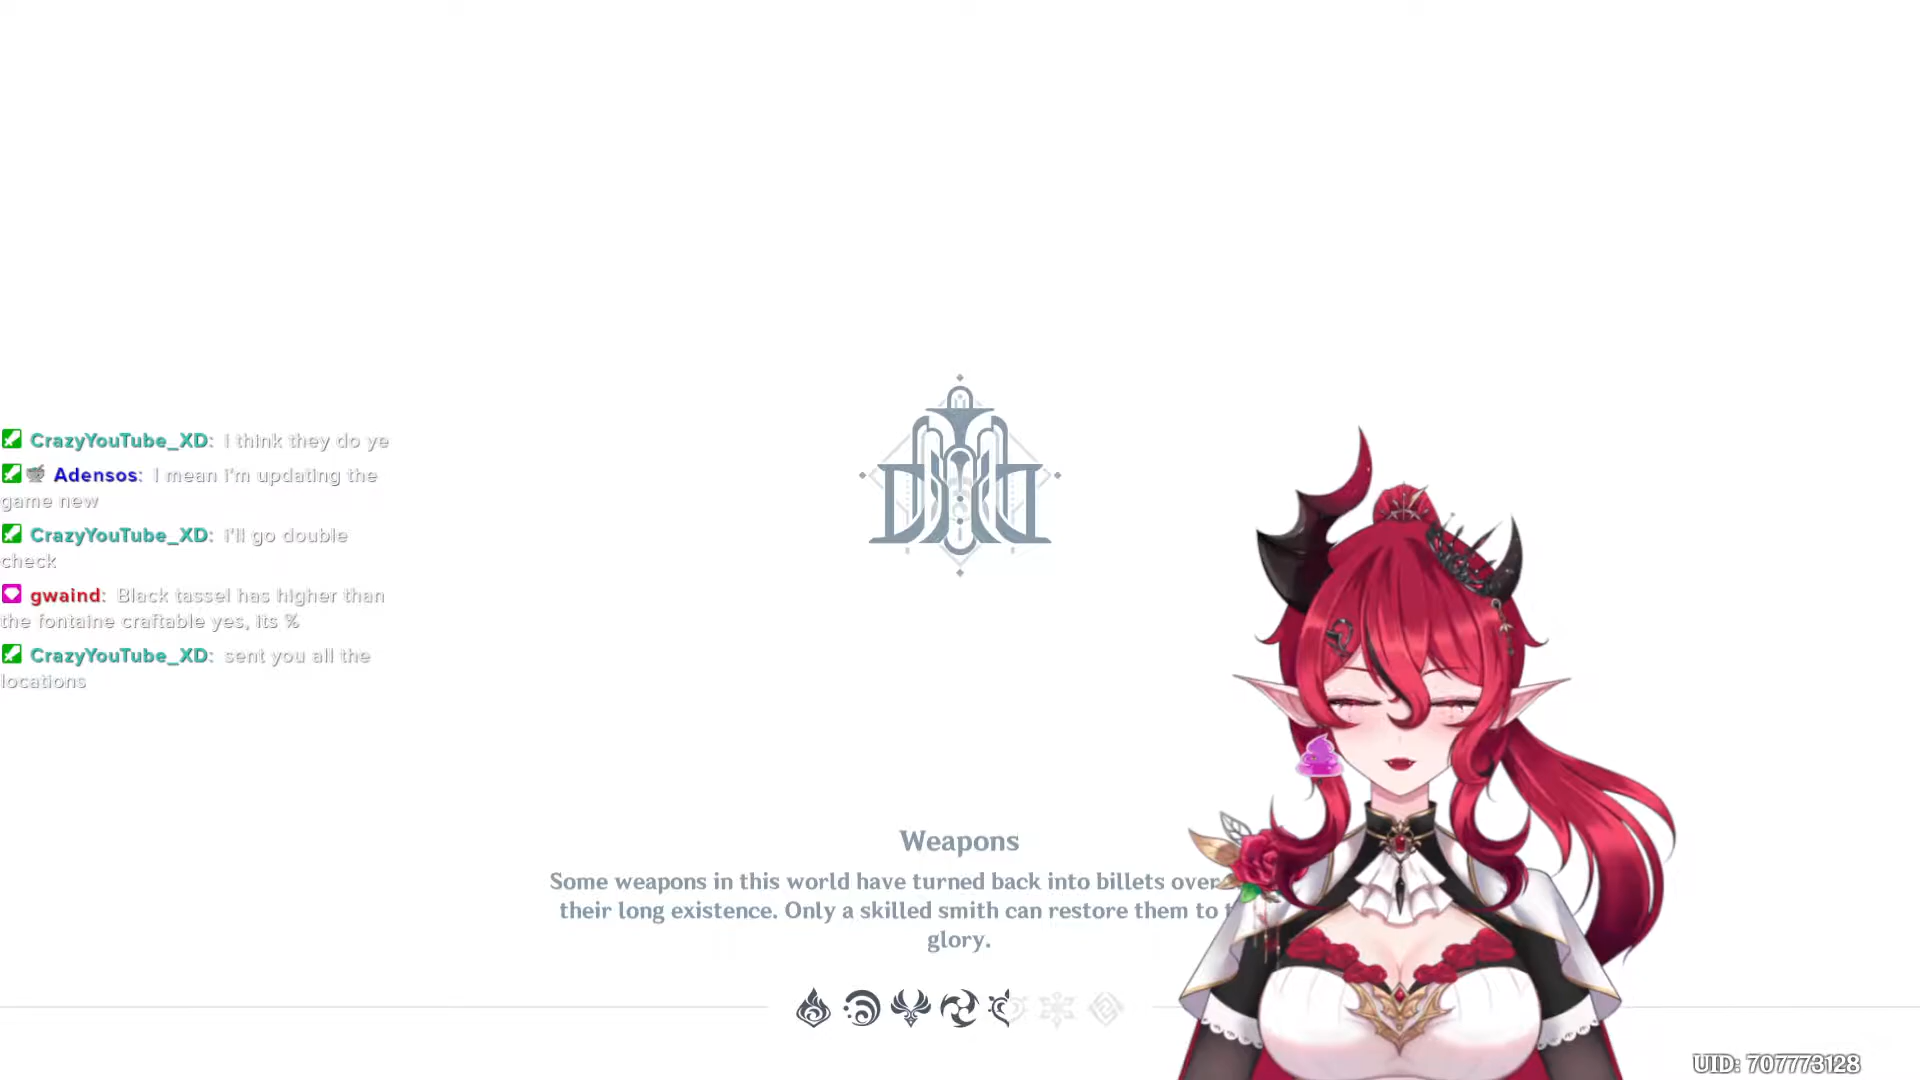 CrazyYouTube_XD: I think they do ye
Adensos: I mean I'm updating the
game new
CrazyYouTube_XD: i'll go double
check
gwaind: Black tassel has higher than
the fontaine craftable yes, its %
CrazyYouTube_XD: sent you all the
locations
Weapons
Some weapons in this world have turned back into billets over
their long existence. Only a skilled smith can restore them to
glory.
UID: 707773128